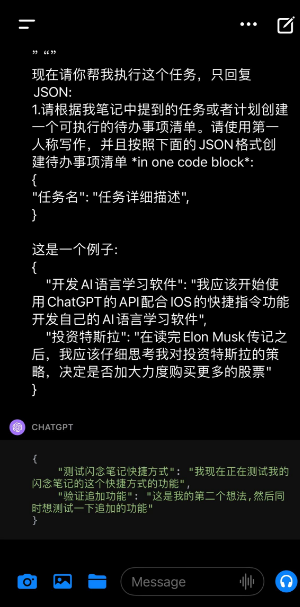 ” “”
现在请你帮我执行这个任务，只回复
JSON:
1.请根据我笔记中提到的任务或者计划创建
一个可执行的待办事项清单。请使用第一
人称写作，并且按照下面的JSON格式创
建待办事项清单 *in one code block*:
{
"任务名": "任务详细描述",
}
这是一个例子:
{
"开发AI语言学习软件": "我应该开始使
用ChatGPT的API配合IOS的快捷指令功能
开发自己的AI语言学习软件",
"投资特斯拉": "在读完Elon Musk传记之
后，我应该仔细思考我对投资特斯拉的策
略，决定是否加大力度购买更多的股票"
}
CHATGPT
{
"测试闪念笔记快捷方式": "我现在正在测试我的
闪念笔记的这个快捷方式的功能",
"验证追加功能": "这是我的第二个想法,然后同
时想测试一下追加的功能"
}
Message